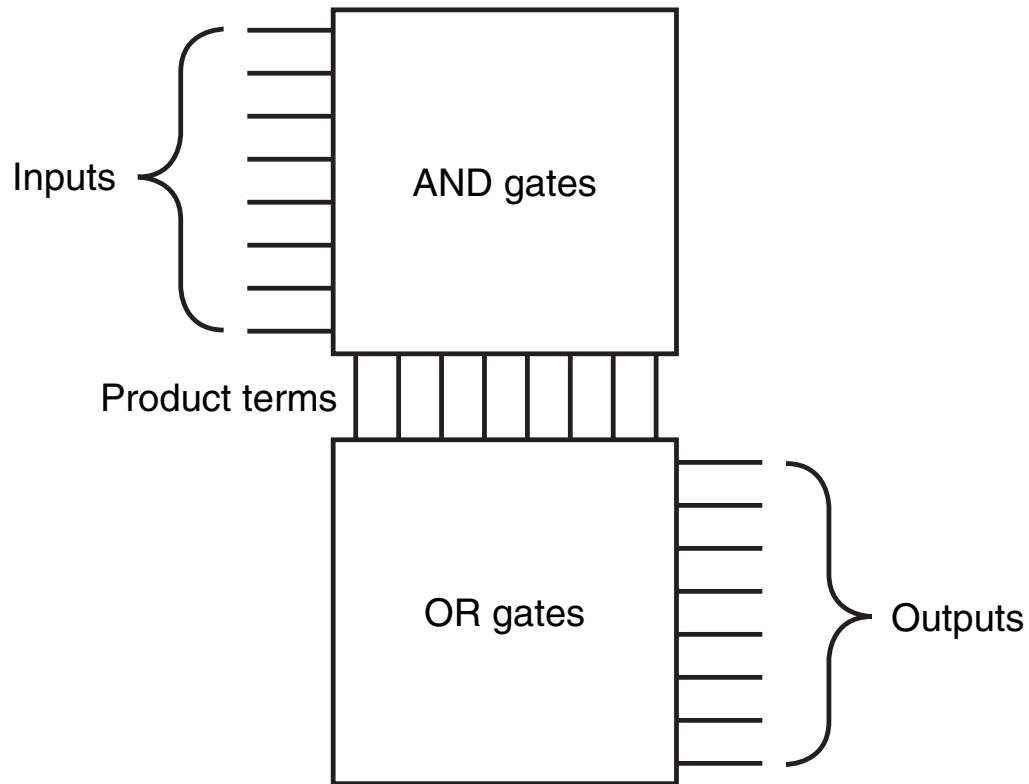 Inputs
AND gates
Product terms
OR gates
Outputs